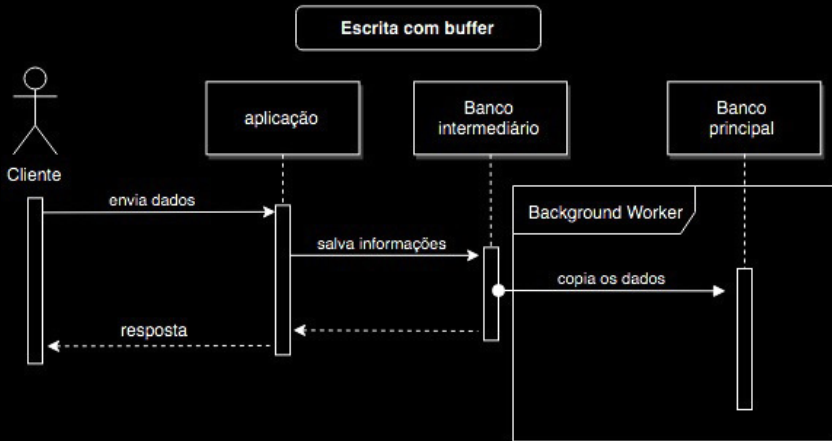 Escrita com buffer
aplicação
Banco
intermediário
Banco
principal
Cliente
envia dados
Background Worker
salva informações
copia os dados
resposta